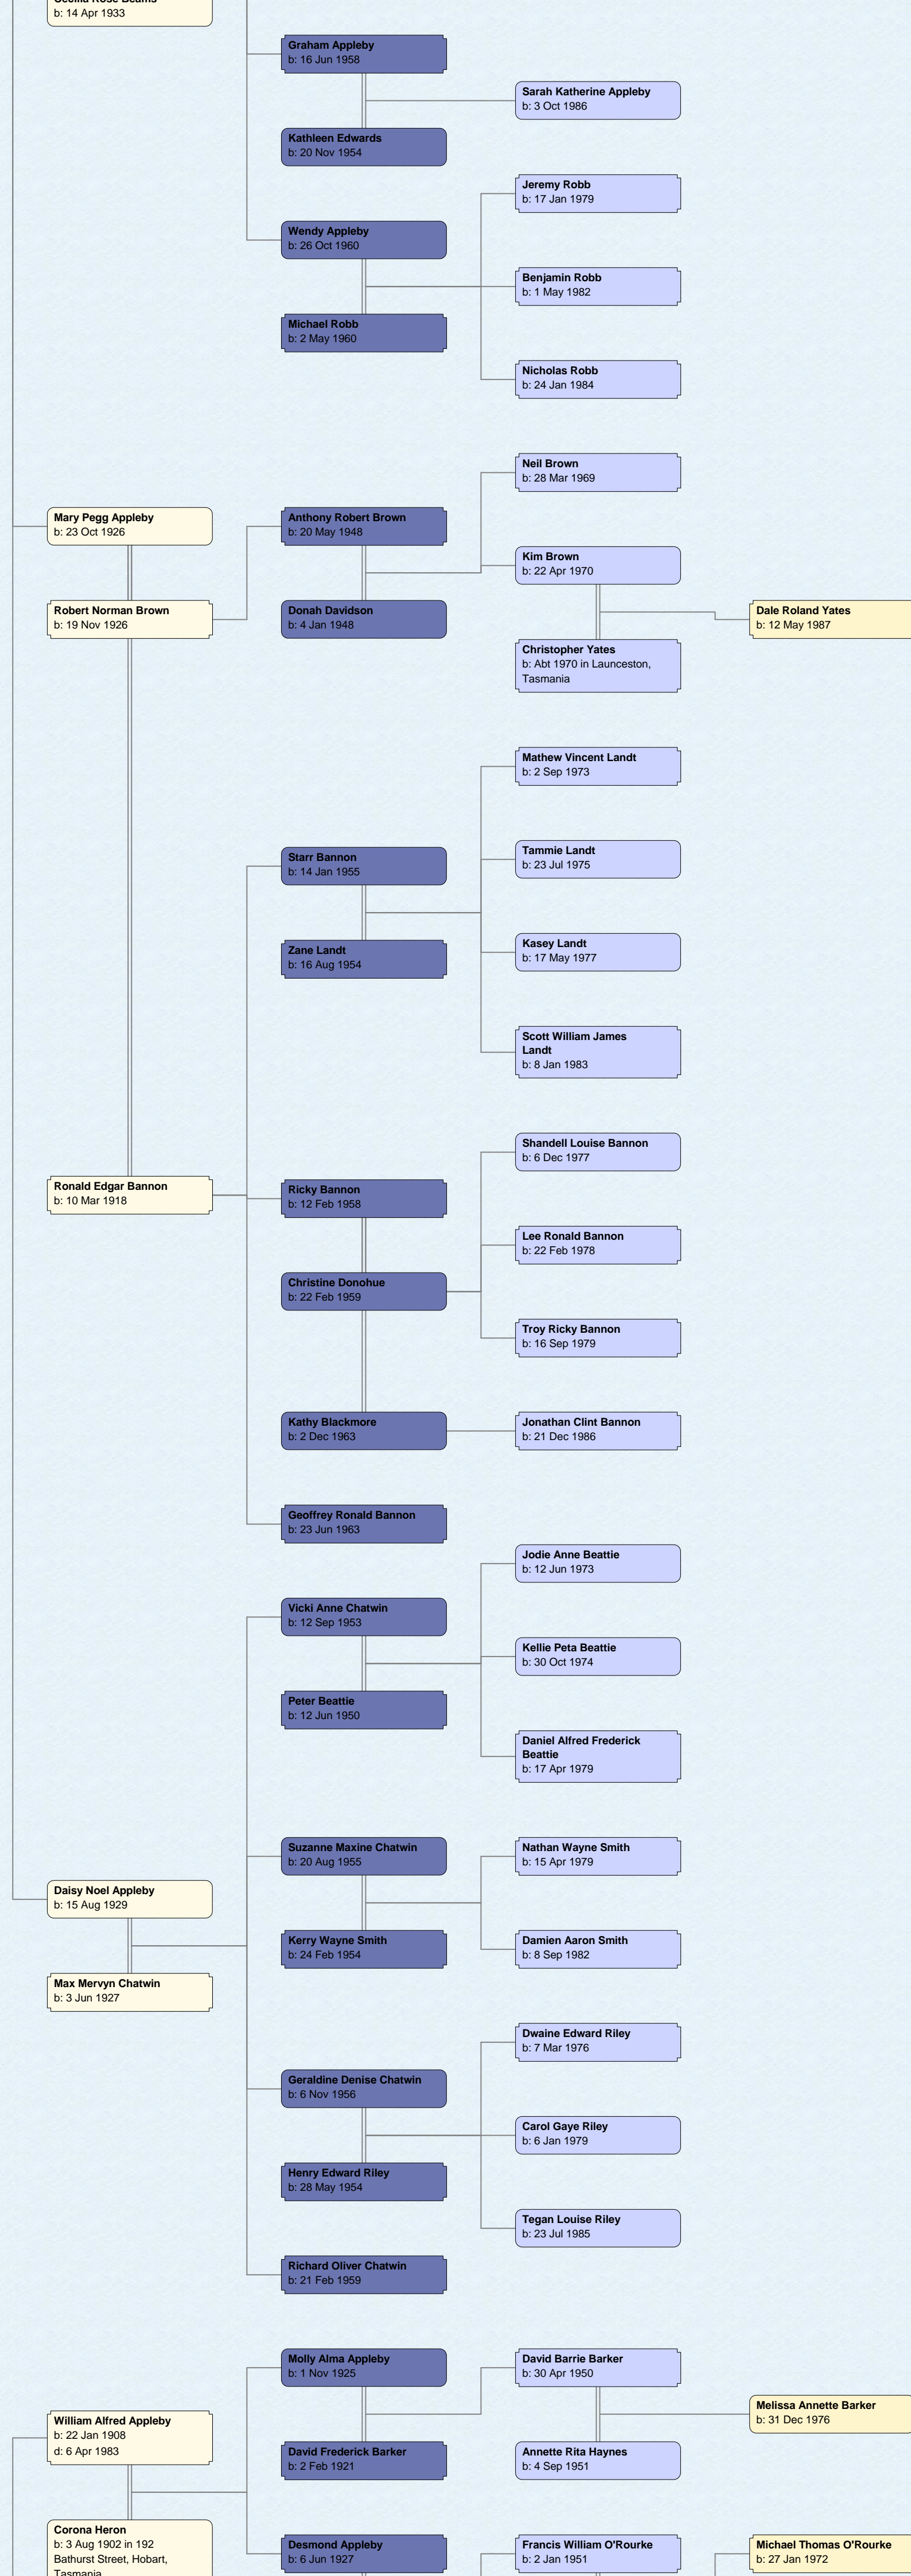 Cecilia Rose Beams
b: 14 Apr 1933
Graham Appleby
b: 16 Jun 1958
Sarah Katherine Appleby
b: 3 Oct 1986
Kathleen Edwards
b: 20 Nov 1954
Jeremy Robb
b: 17 Jan 1979
Wendy Appleby
b: 26 Oct 1960
Benjamin Robb
b: 1 May 1982
Michael Robb
b: 2 May 1960
Nicholas Robb
b: 24 Jan 1984
Neil Brown
b: 28 Mar 1969
Mary Pegg Appleby
b: 23 Oct 1926
Anthony Robert Brown
b: 20 May 1948
Kim Brown
b: 22 Apr 1970
Robert Norman Brown
b: 19 Nov 1926
Donah Davidson
b: 4 Jan 1948
Dale Roland Yates
b: 12 May 1987
Christopher Yates
b: Abt 1970 in Launceston,
Tasmania
Mathew Vincent Landt
b: 2 Sep 1973
Starr Bannon
b: 14 Jan 1955
Tammie Landt
b: 23 Jul 1975
Zane Landt
b: 16 Aug 1954
Kasey Landt
b: 17 May 1977
Scott William James
Landt
b: 8 Jan 1983
Shandell Louise Bannon
b: 6 Dec 1977
Ronald Edgar Bannon
b: 10 Mar 1918
Ricky Bannon
b: 12 Feb 1958
Lee Ronald Bannon
b: 22 Feb 1978
Christine Donohue
b: 22 Feb 1959
Troy Ricky Bannon
b: 16 Sep 1979
Kathy Blackmore
b: 2 Dec 1963
Jonathan Clint Bannon
b: 21 Dec 1986
Geoffrey Ronald Bannon
b: 23 Jun 1963
Jodie Anne Beattie
b: 12 Jun 1973
Vicki Anne Chatwin
b: 12 Sep 1953
Kellie Peta Beattie
b: 30 Oct 1974
Peter Beattie
b: 12 Jun 1950
Daniel Alfred Frederick
Beattie
b: 17 Apr 1979
Suzanne Maxine Chatwin
b: 20 Aug 1955
Nathan Wayne Smith
b: 15 Apr 1979
Daisy Noel Appleby
b: 15 Aug 1929
Kerry Wayne Smith
b: 24 Feb 1954
Damien Aaron Smith
b: 8 Sep 1982
Max Mervyn Chatwin
b: 3 Jun 1927
Dwaine Edward Riley
b: 7 Mar 1976
Geraldine Denise Chatwin
b: 6 Nov 1956
Carol Gaye Riley
b: 6 Jan 1979
Henry Edward Riley
b: 28 May 1954
Tegan Louise Riley
b: 23 Jul 1985
Richard Oliver Chatwin
b: 21 Feb 1959
Molly Alma Appleby
b: 1 Nov 1925
David Barrie Barker
b: 30 Apr 1950
Melissa Annette Barker
b: 31 Dec 1976
William Alfred Appleby
b: 22 Jan 1908
d: 6 Apr 1983
David Frederick Barker
b: 2 Feb 1921
Annette Rita Haynes
b: 4 Sep 1951
Corona Heron
b: 3 Aug 1902 in 192
Bathurst Street, Hobart,
Tasmania
Desmond Appleby
b: 6 Jun 1927
Francis William O'Rourke
b: 2 Jan 1951
Michael Thomas O'Rourke
b: 27 Jan 1972